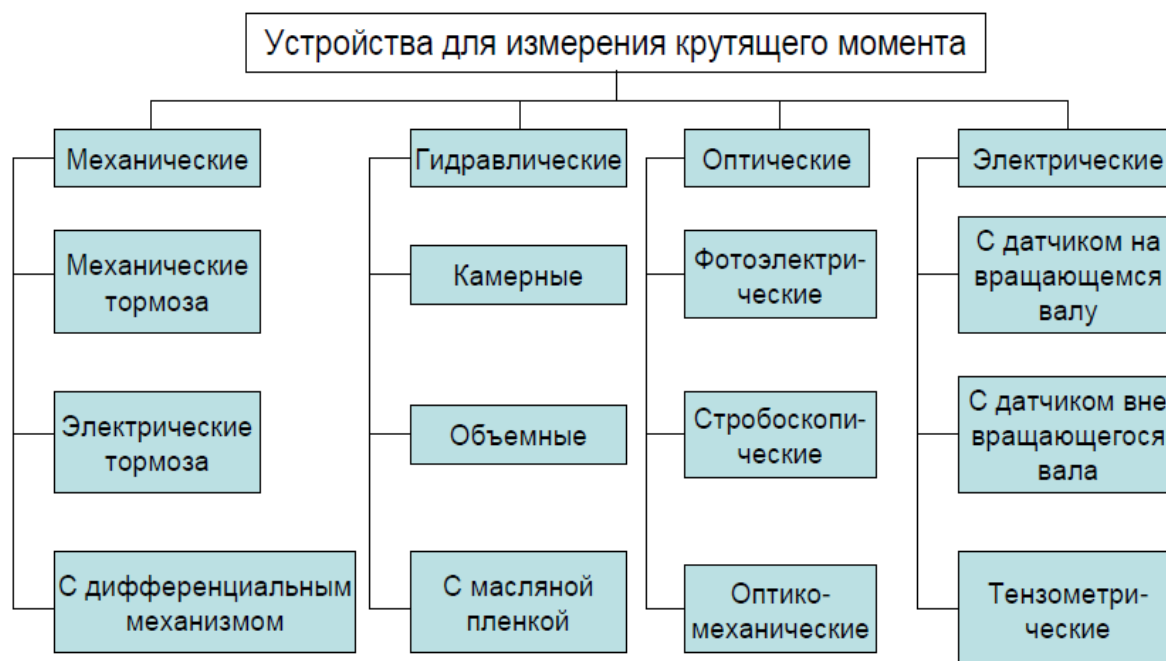 Устройства для измерения крутящего момента
Механические
Гидравлические
Оптические
Электрические
Механические
тормоза
Камерные
Фотоэлектри-
ческие
С датчиком на
вращающемся
валу
Электрические
тормоза
Объемные
Стробоскопи-
ческие
С датчиком вне
вращающегося
вала
С дифференциальным
механизмом
С масляной
пленкой
Оптико-
механические
Тензометри-
ческие